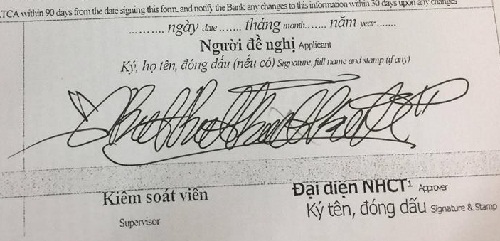 ATCA within 90 days from the date signing this form, and notify the Bank any changes to this information within 30 days upon any changes
............ ngày date ........... tháng month ........ năm year ..........
Người đề nghị Applicant
Ký, họ tên, đóng dấu (nếu có) Signature, full name and stamp (if any)
Kiểm soát viên
Supervisor
Đại diện NHCT Approver
Ký tên, đóng dấu Signature & Stamp